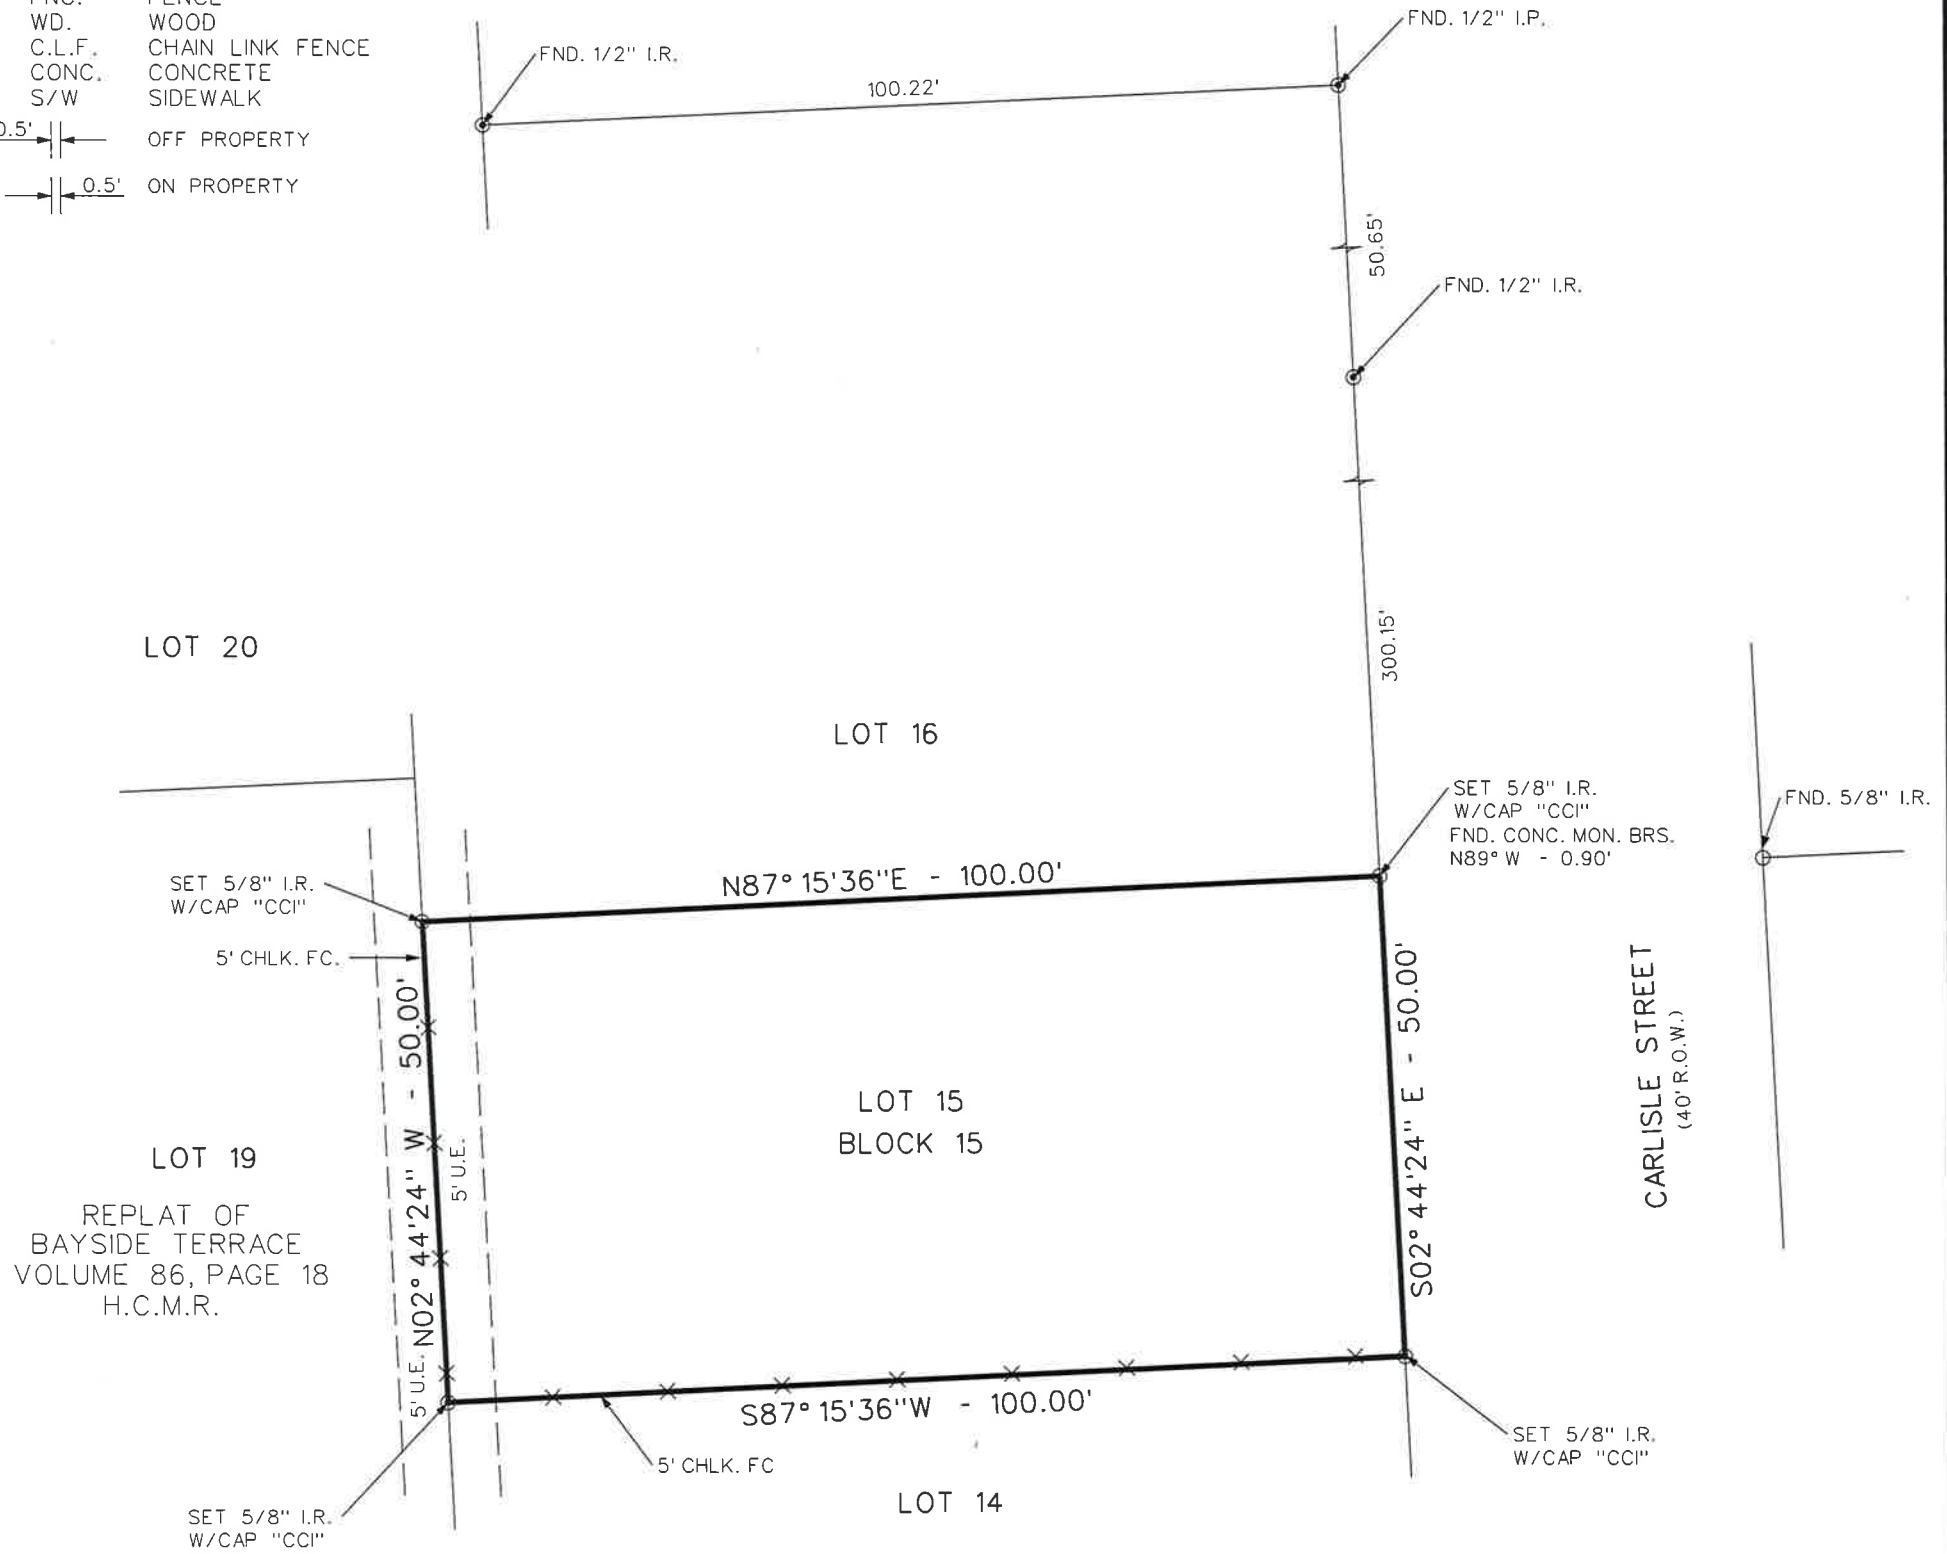 WD. WOOD
C.L.F. CHAIN LINK FENCE
CONC. CONCRETE
S/W SIDEWALK
0.5' OFF PROPERTY
0.5' ON PROPERTY
FND. 1/2" I.R.
100.22'
FND. 1/2" I.P.
50.65'
FND. 1/2" I.R.
300.15'
LOT 20
LOT 16
SET 5/8" I.R.
W/CAP "CCI"
FND. CONC. MON. BRS.
N89° W - 0.90'
FND. 5/8" I.R.
SET 5/8" I.R.
W/CAP "CCI"
N87° 15'36"E - 100.00'
5' CHLK. FC.
N02° 44'24" W - 50.00'
5' U.E.
5' U.E.
LOT 15
BLOCK 15
S02° 44'24" E - 50.00'
CARLISLE STREET
(40' R.O.W.)
LOT 19
REPLAT OF
BAYSIDE TERRACE
VOLUME 86, PAGE 18
H.C.M.R.
S87° 15'36"W - 100.00'
5' CHLK. FC
SET 5/8" I.R.
W/CAP "CCI"
LOT 14
SET 5/8" I.R.
W/CAP "CCI"